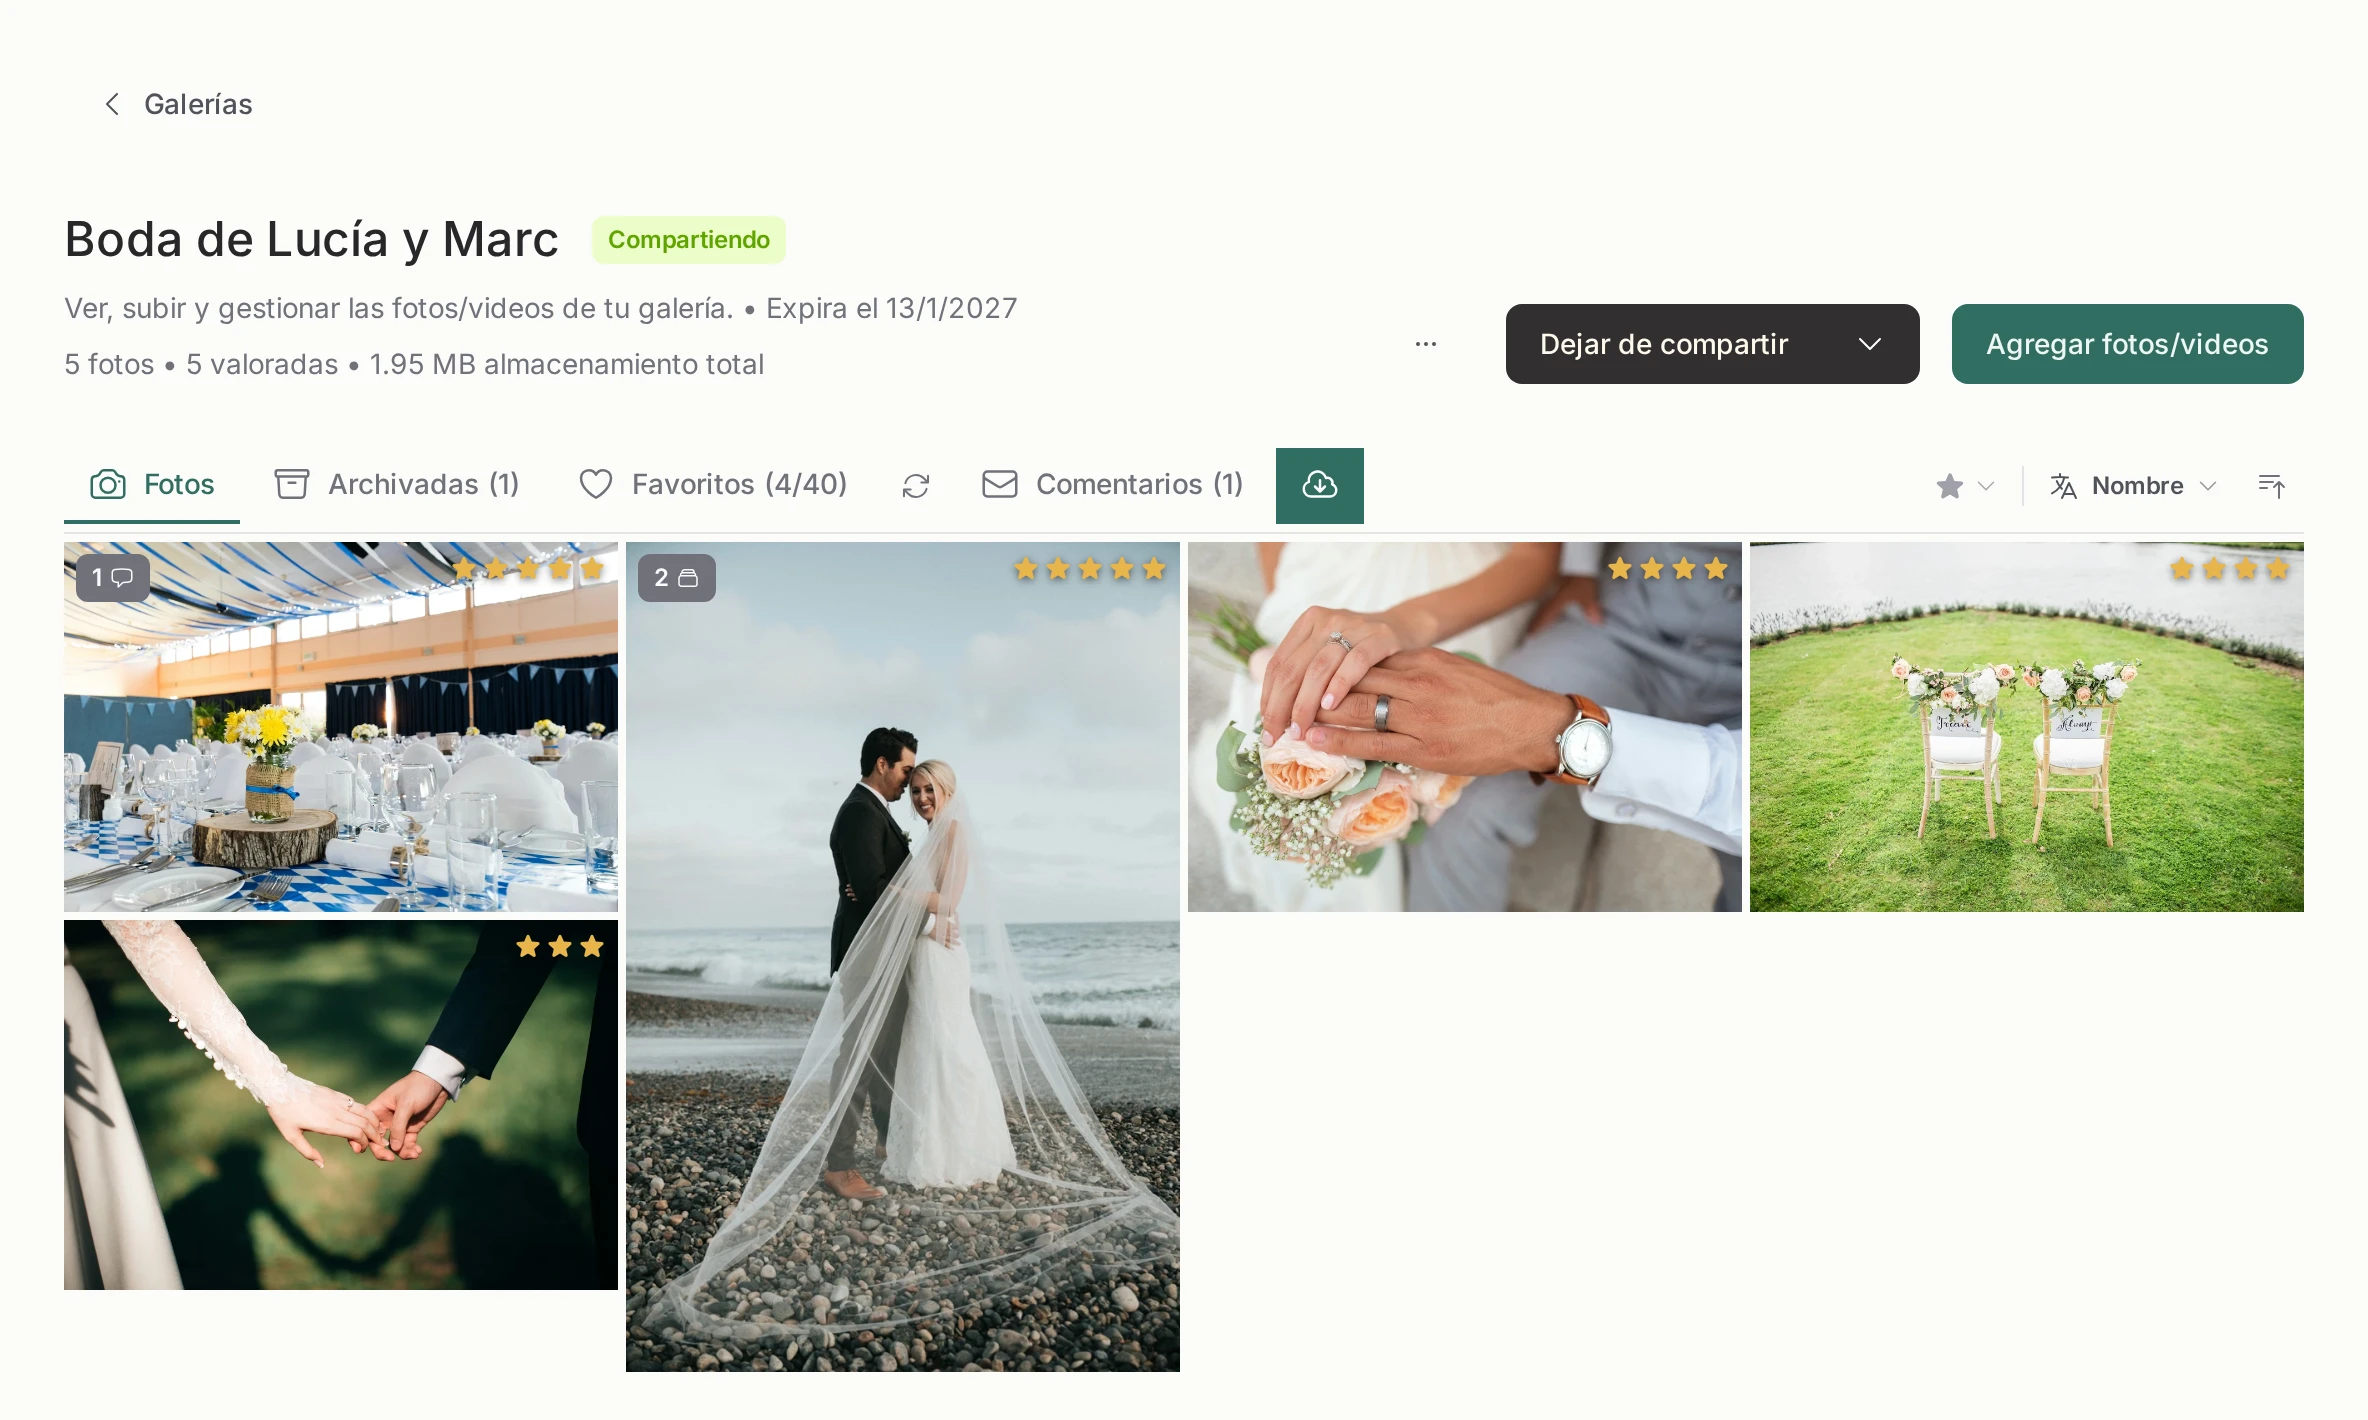 Galerías
Boda de Lucía y Marc
Compartiendo
Ver, subir y gestionar las fotos/videos de tu galería. • Expira el 13/1/2027
5 fotos • 5 valoradas • 1.95 MB almacenamiento total
...
Dejar de compartir
Agregar fotos/videos
Fotos
Archivadas (1)
Favoritos (4/40)
Comentarios (1)
Nombre
1
2